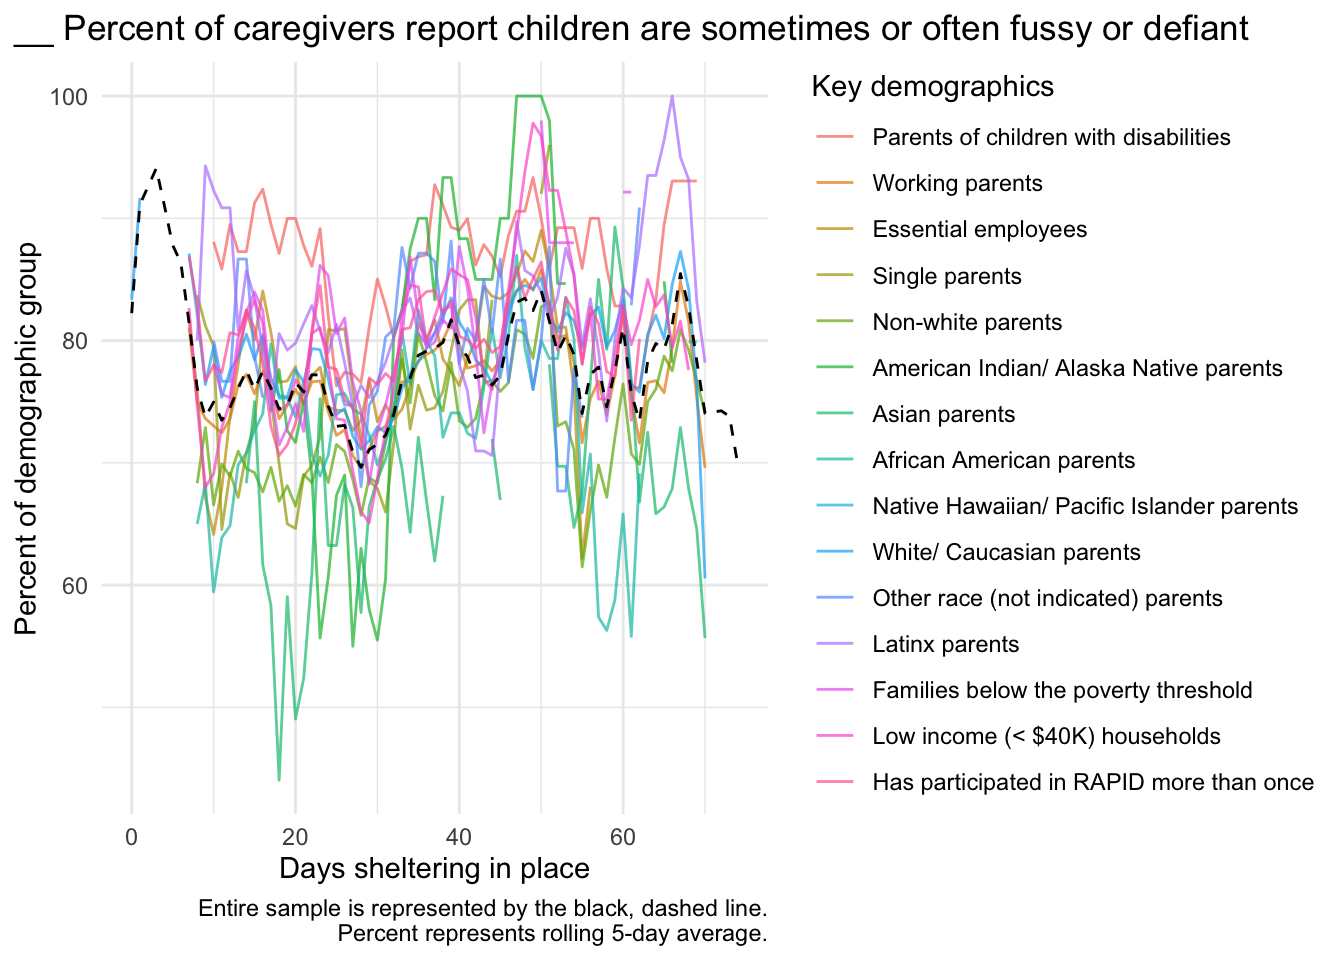 __ Percent of caregivers report children are sometimes or often fussy or defiant
Percent of demographic group
100
80
60
0
20
40
60
Days sheltering in place
Entire sample is represented by the black, dashed line.
Percent represents rolling 5-day average.
Key demographics
Parents of children with disabilities
Working parents
Essential employees
Single parents
Non-white parents
American Indian/ Alaska Native parents
Asian parents
African American parents
Native Hawaiian/ Pacific Islander parents
White/ Caucasian parents
Other race (not indicated) parents
Latinx parents
Families below the poverty threshold
Low income (< $40K) households
Has participated in RAPID more than once